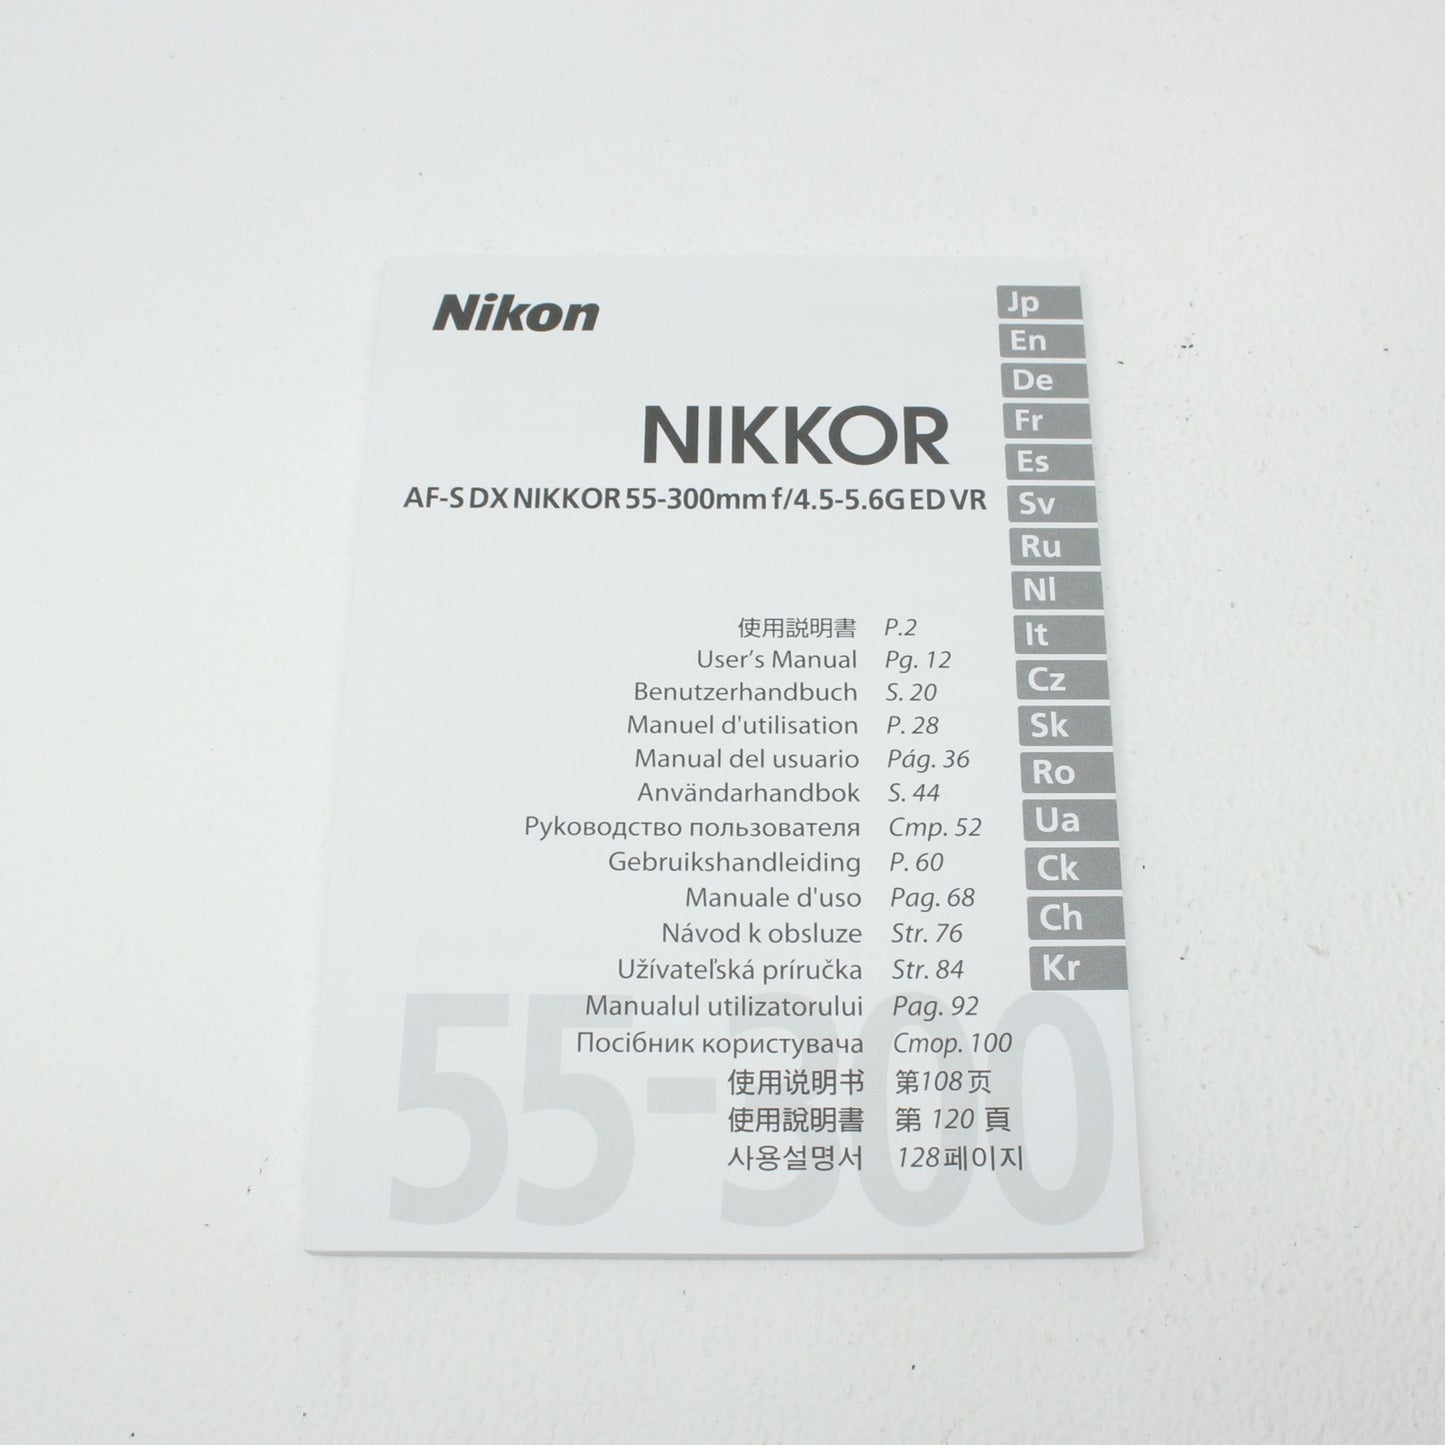 Nikon
NIKKOR
AF-S DX NIKKOR 55-300mm f/4.5-5.6G ED VR
使用説明書 P.2
User's Manual Pg. 12
Benutzerhandbuch S. 20
Manuel d'utilisation P. 28
Manual del usuario Pág. 36
Användarhandbok S. 44
Руководство пользователя Стр. 52
Gebruikshandleiding P. 60
Manuale d'uso Pag. 68
Návod k obsluze Str. 76
Užívateľská príručka Str. 84
Manualul utilizatorului Pag. 92
Посібник користувача Стор. 100
使用说明书 第108页
使用說明書 第 120 頁
사용설명서 128페이지
55-300
Jp
En
De
Fr
Es
Sv
Ru
Nl
It
Cz
Sk
Ro
Ua
Ck
Ch
Kr